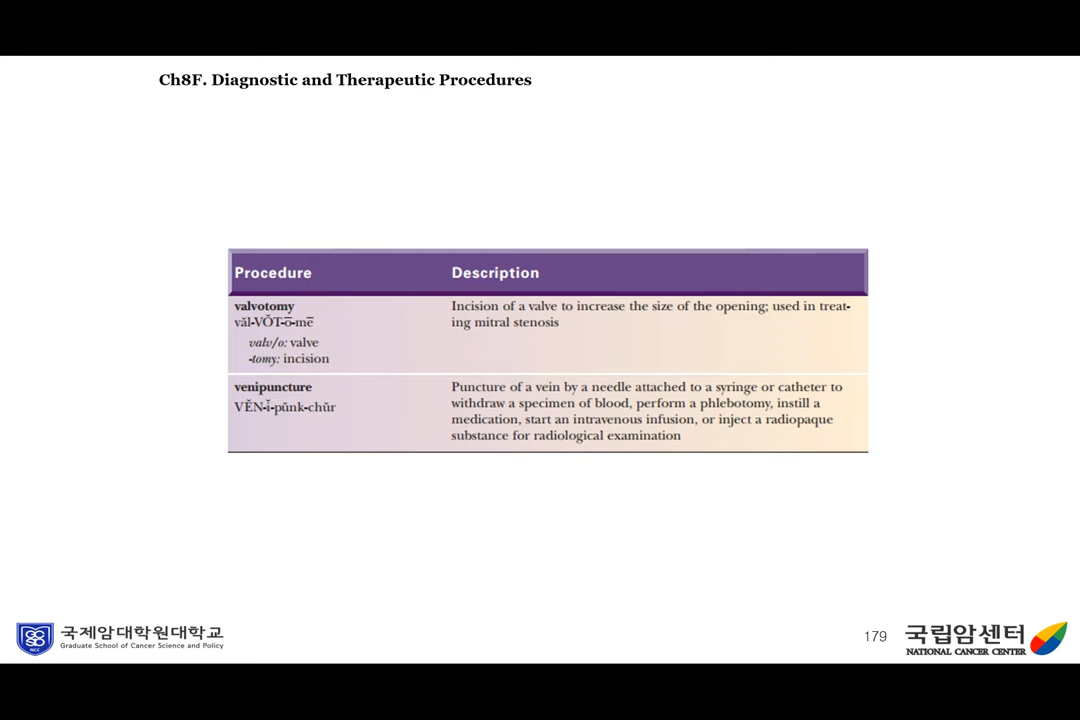 Ch8F. Diagnostic and Therapeutic Procedures
Procedure Description
valvotomy Incision of a valve to increase the size of the opening; used in treat-
văl-VŎT-ō-mē ing mitral stenosis
valv/o: valve
-tomy: incision
venipuncture Puncture of a vein by a needle attached to a syringe or catheter to
VĔN-ĭ-pŭnk-chŭr withdraw a specimen of blood, perform a phlebotomy, instill a
medication, start an intravenous infusion, or inject a radiopaque
substance for radiological examination
NCC
국제암대학원대학교
Graduate School of Cancer Science and Policy
179
국립암센터
NATIONAL CANCER CENTER